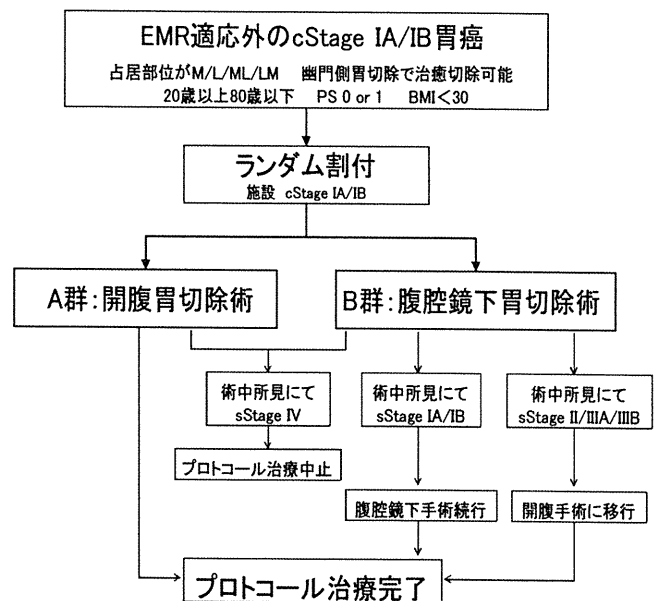 EMR適応外のcStage IA/IB胃癌
占居部位がM/L/ML/LM 幽門側胃切除で治癒切除可能
20歳以上80歳以下 PS 0 or 1 BMI<30
ランダム割付
施設 cStage IA/IB
A群:開腹胃切除術
B群:腹腔鏡下胃切除術
術中所見にて
sStage IV
術中所見にて
sStage IA/IB
術中所見にて
sStage II/IIIA/IIIB
プロトコール治療中止
腹腔鏡下手術続行
開腹手術に移行
プロトコール治療完了